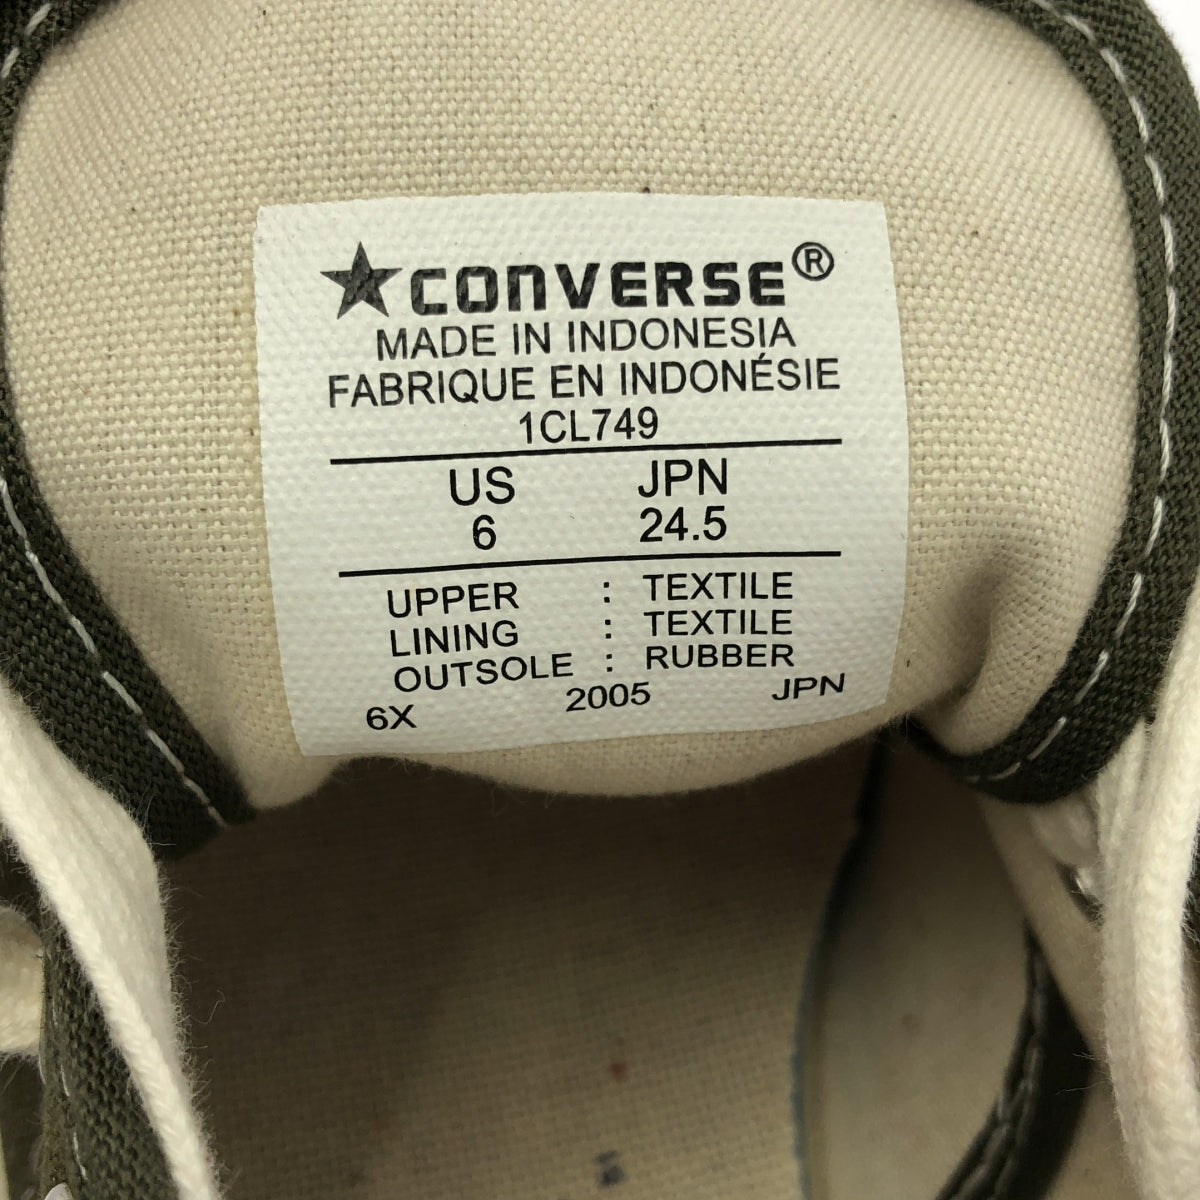 ★CONVERSE®
MADE IN INDONESIA
FABRIQUE EN INDONÉSIE
1CL749
US JPN
6 24.5
UPPER : TEXTILE
LINING : TEXTILE
OUTSOLE : RUBBER
6X 2005 JPN